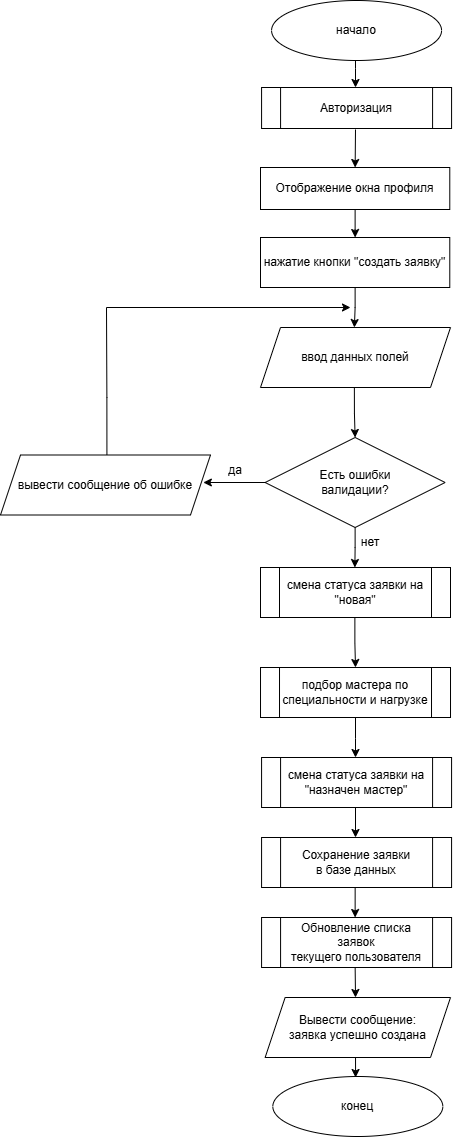 начало
Авторизация
Отображение окна профиля
нажатие кнопки "создать заявку"
ввод данных полей
Есть ошибки
валидации?
да
вывести сообщение об ошибке
нет
смена статуса заявки на
"новая"
подбор мастера по
специальности и нагрузке
смена статуса заявки на
"назначен мастер"
Сохранение заявки
в базе данных
Обновление списка
заявок
текущего пользователя
Вывести сообщение:
заявка успешно создана
конец